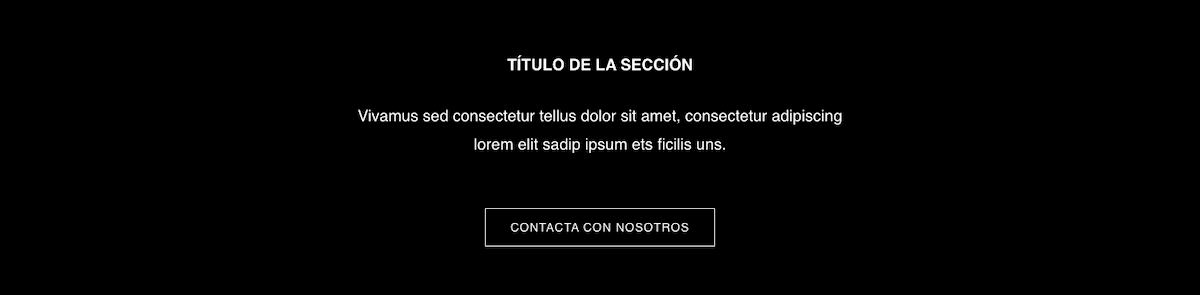 TÍTULO DE LA SECCIÓN
Vivamus sed consectetur tellus dolor sit amet, consectetur adipiscing
lorem elit sadip ipsum ets ficilis uns.
CONTACTA CON NOSOTROS